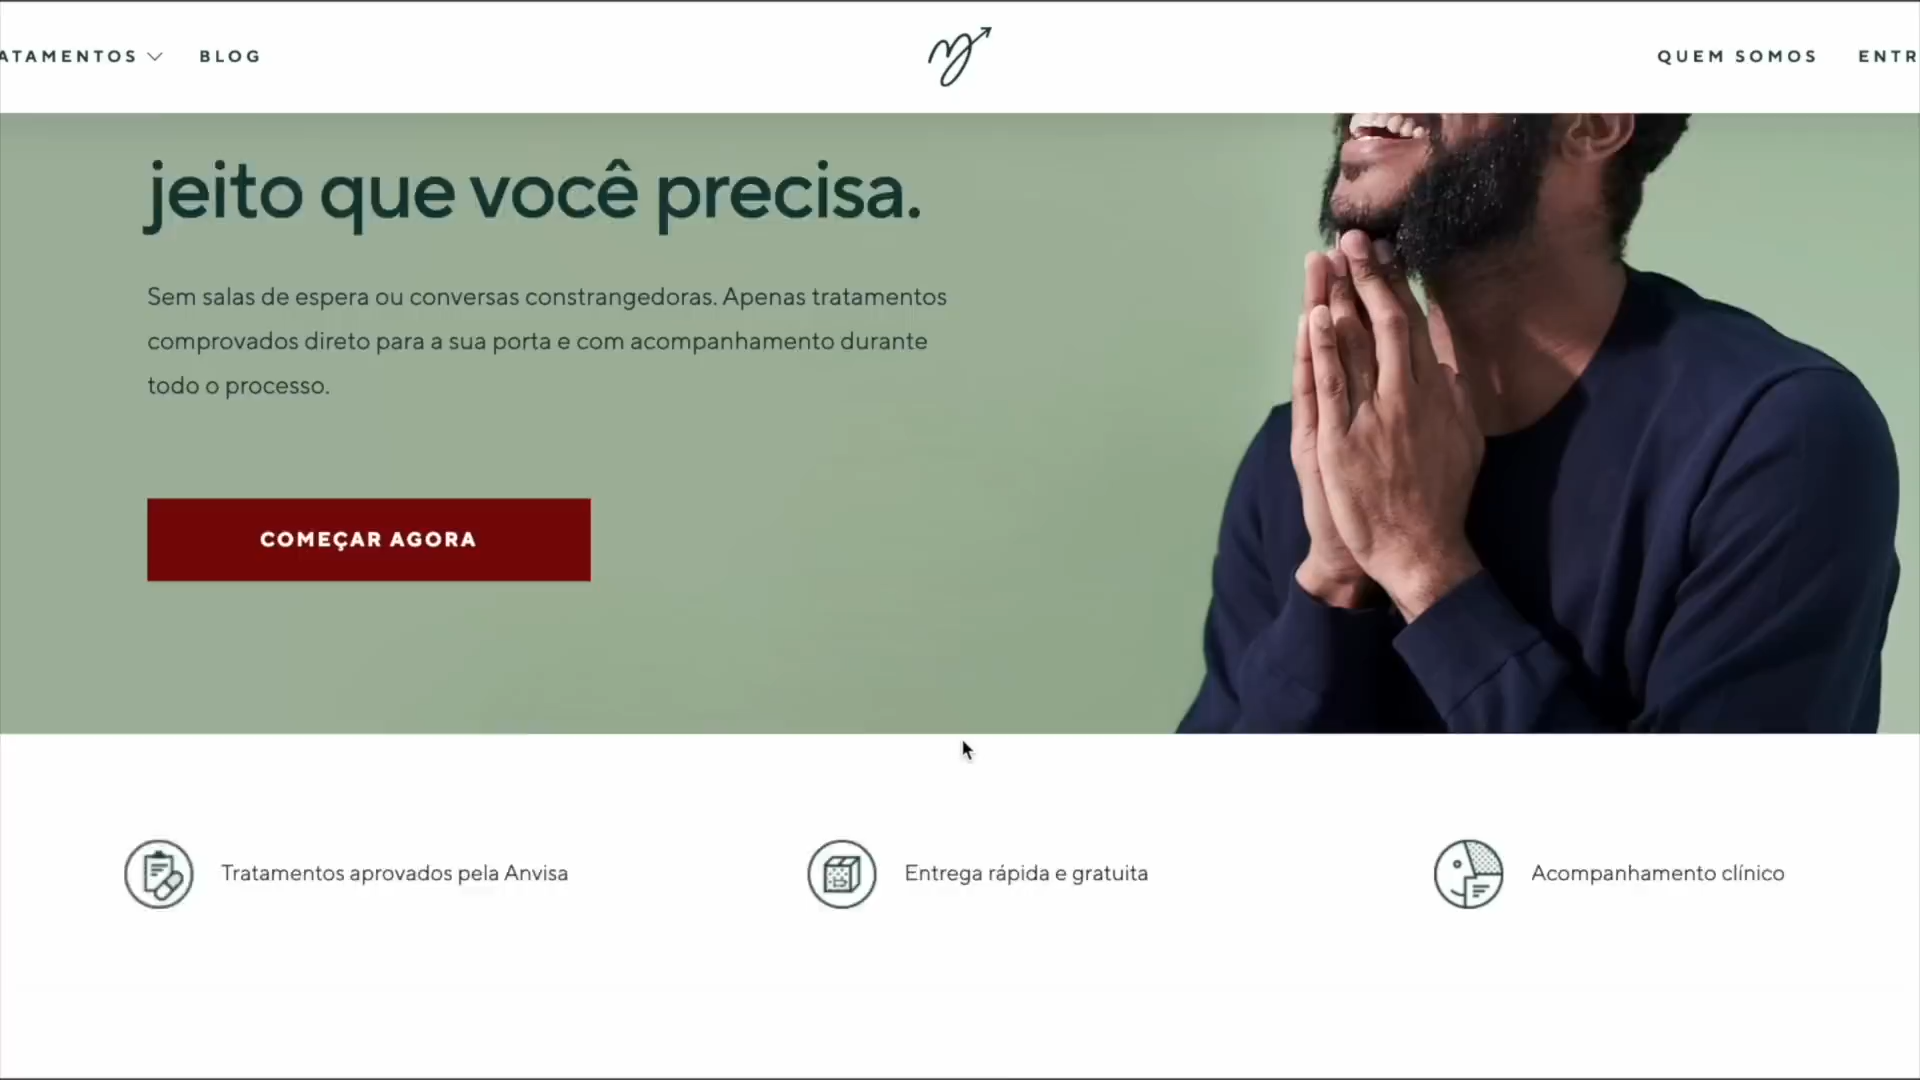 ATAMENTOS
BLOG
QUEM SOMOS
ENTR
jeito que você precisa.
Sem salas de espera ou conversas constrangedoras. Apenas tratamentos
comprovados direto para a sua porta e com acompanhamento durante
todo o processo.
COMEÇAR AGORA
Tratamentos aprovados pela Anvisa
Entrega rápida e gratuita
Acompanhamento clínico